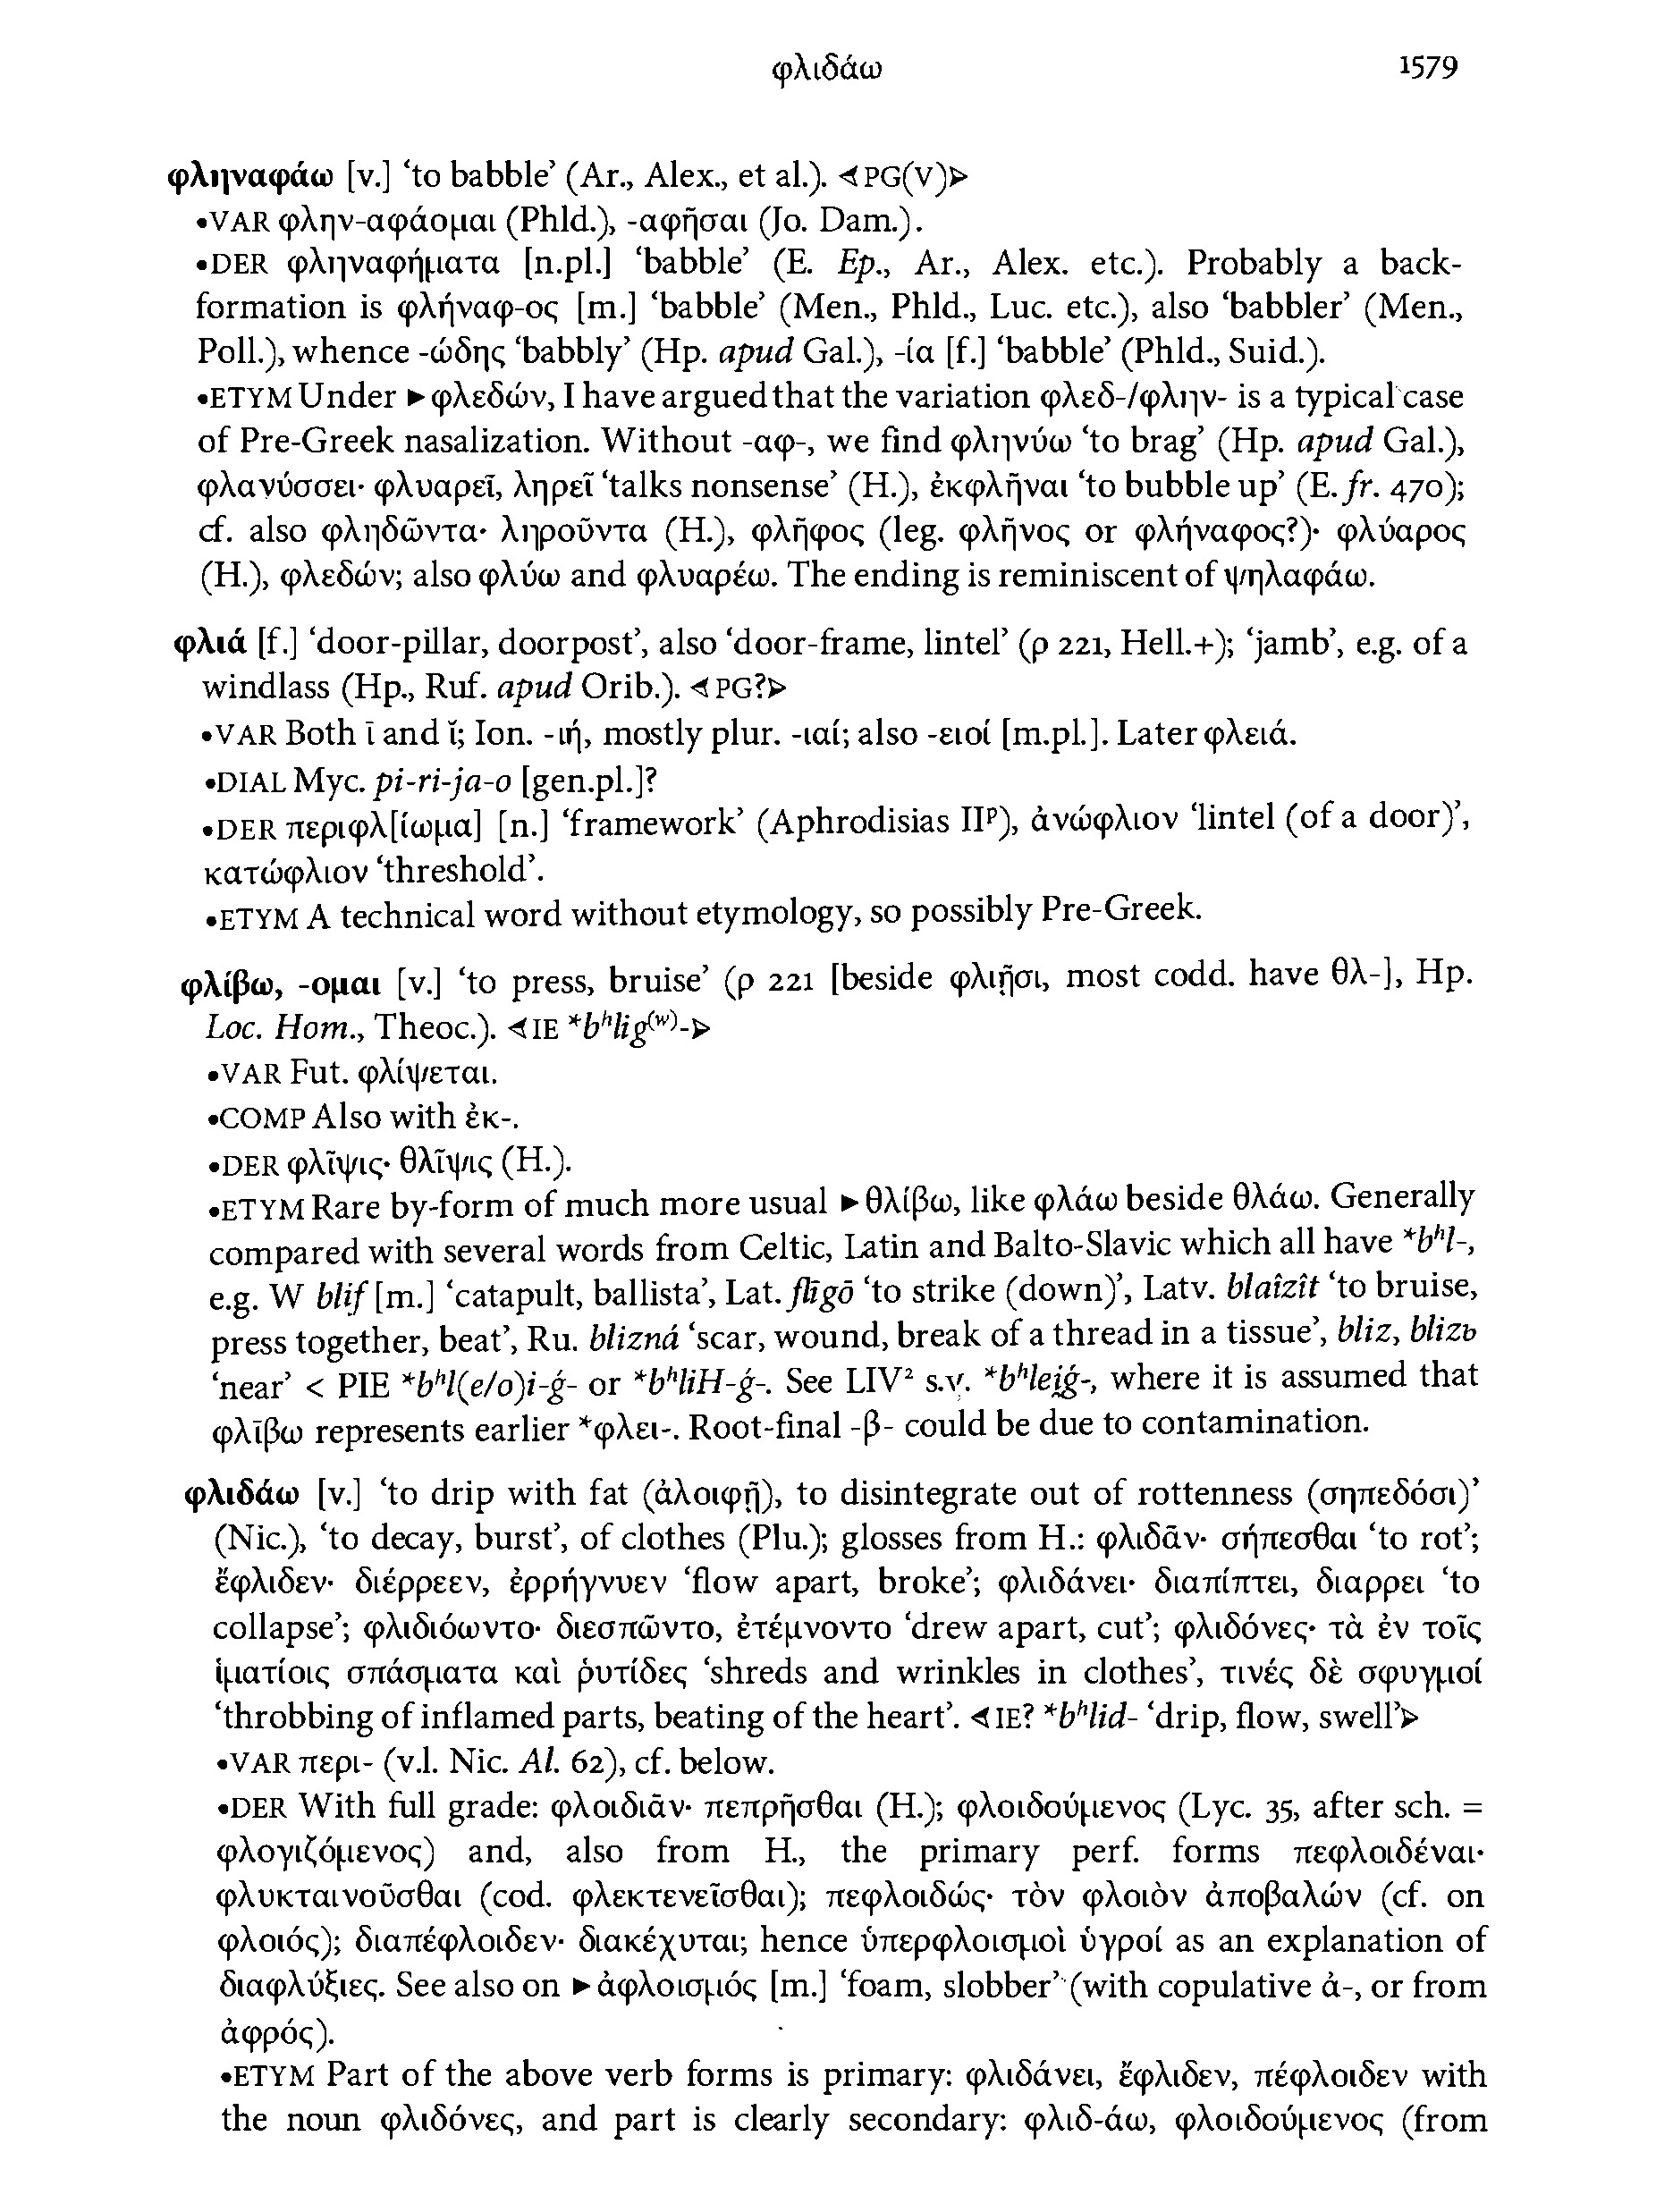 φλιδάω 1579
φληναφάω [v.] ‘to babble’ (Ar., Alex., et al.). ⊲PG(V)⊳
•VAR φλην-αφάομαι (Phld.), -αφῆσαι (Jo. Dam.).
•DER φληναφήματα [n.pl.] ‘babble’ (E. Ep., Ar., Alex. etc.). Probably a back-
formation is φλήναφ-ος [m.] ‘babble’ (Men., Phld., Luc. etc.), also ‘babbler’ (Men.,
Poll.), whence -ώδης ‘babbly’ (Hp. apud Gal.), -ία [f.] ‘babble’ (Phld., Suid.).
•ETYM Under ►φλεδών, I have argued that the variation φλεδ-/φλην- is a typical case
of Pre-Greek nasalization. Without -αφ-, we find φληνύω ‘to brag’ (Hp. apud Gal.),
φλανύσσει· φλυαρεῖ, ληρεῖ ‘talks nonsense’ (H.), ἐκφλῆναι ‘to bubble up’ (E. fr. 470);
cf. also φληδῶντα· ληροῦντα (H.), φλῆφος (leg. φλῆνος or φλήναφος?)· φλύαρος
(H.), φλεδών; also φλύω and φλυαρέω. The ending is reminiscent of ψηλαφάω.
φλιά [f.] ‘door-pillar, doorpost’, also ‘door-frame, lintel’ (ρ 221, Hell.+); ‘jamb’, e.g. of a
windlass (Hp., Ruf. apud Orib.). ⊲PG?⊳
•VAR Both ῑ and ῐ; Ion. -ιή, mostly plur. -ιαί; also -ειοί [m.pl.]. Later φλειά.
•DIAL Myc. pi-ri-ja-o [gen.pl.]?
•DER περιφλ[ίωμα] [n.] ‘framework’ (Aphrodisias IIᵖ), ἀνώφλιον ‘lintel (of a door)’,
κατώφλιον ‘threshold’.
•ETYM A technical word without etymology, so possibly Pre-Greek.
φλίβω, -ομαι [v.] ‘to press, bruise’ (ρ 221 [beside φλιῇσι, most codd. have θλ-], Hp.
Loc. Hom., Theoc.). ⊲IE *bʰlig⁽ʷ⁾-⊳
•VAR Fut. φλίψεται.
•COMP Also with ἐκ-.
•DER φλῖψις· θλῖψις (H.).
•ETYM Rare by-form of much more usual ►θλίβω, like φλάω beside θλάω. Generally
compared with several words from Celtic, Latin and Balto-Slavic which all have *bʰl-,
e.g. W blif [m.] ‘catapult, ballista’, Lat. flīgō ‘to strike (down)’, Latv. blaîzît ‘to bruise,
press together, beat’, Ru. blizná ‘scar, wound, break of a thread in a tissue’, bliz, blizъ
‘near’ < PIE *bʰl(e/o)i-ǵ- or *bʰliH-ǵ-. See LIV² s.v. *bʰlei̯ǵ-, where it is assumed that
φλῑβω represents earlier *φλει-. Root-final -β- could be due to contamination.
φλιδάω [v.] ‘to drip with fat (ἀλοιφῇ), to disintegrate out of rottenness (σηπεδόσι)’
(Nic.), ‘to decay, burst’, of clothes (Plu.); glosses from H.: φλιδᾶν· σήπεσθαι ‘to rot’;
ἔφλιδεν· διέρρεεν, ἐρρήγνυεν ‘flow apart, broke’; φλιδάνει· διαπίπτει, διαρρει ‘to
collapse’; φλιδιόωντο· διεσπῶντο, ἐτέμνοντο ‘drew apart, cut’; φλιδόνες· τὰ ἐν τοῖς
ἱματίοις σπάσματα καὶ ῥυτίδες ‘shreds and wrinkles in clothes’, τινές δὲ σφυγμοί
‘throbbing of inflamed parts, beating of the heart’. ⊲IE? *bʰlid- ‘drip, flow, swell’⊳
•VAR περι- (v.l. Nic. Al. 62), cf. below.
•DER With full grade: φλοιδιᾶν· πεπρῆσθαι (H.); φλοιδούμενος (Lyc. 35, after sch. =
φλογιζόμενος) and, also from H., the primary perf. forms πεφλοιδέναι·
φλυκταινοῦσθαι (cod. φλεκτενεῖσθαι); πεφλοιδώς· τὸν φλοιὸν ἀποβαλών (cf. on
φλοιός); διαπέφλοιδεν· διακέχυται; hence ὑπερφλοισμοὶ ὑγροί as an explanation of
διαφλύξιες. See also on ►ἀφλοισμός [m.] ‘foam, slobber’ (with copulative ἀ-, or from
ἀφρός).
•ETYM Part of the above verb forms is primary: φλιδάνει, ἔφλιδεν, πέφλοιδεν with
the noun φλιδόνες, and part is clearly secondary: φλιδ-άω, φλοιδούμενος (from